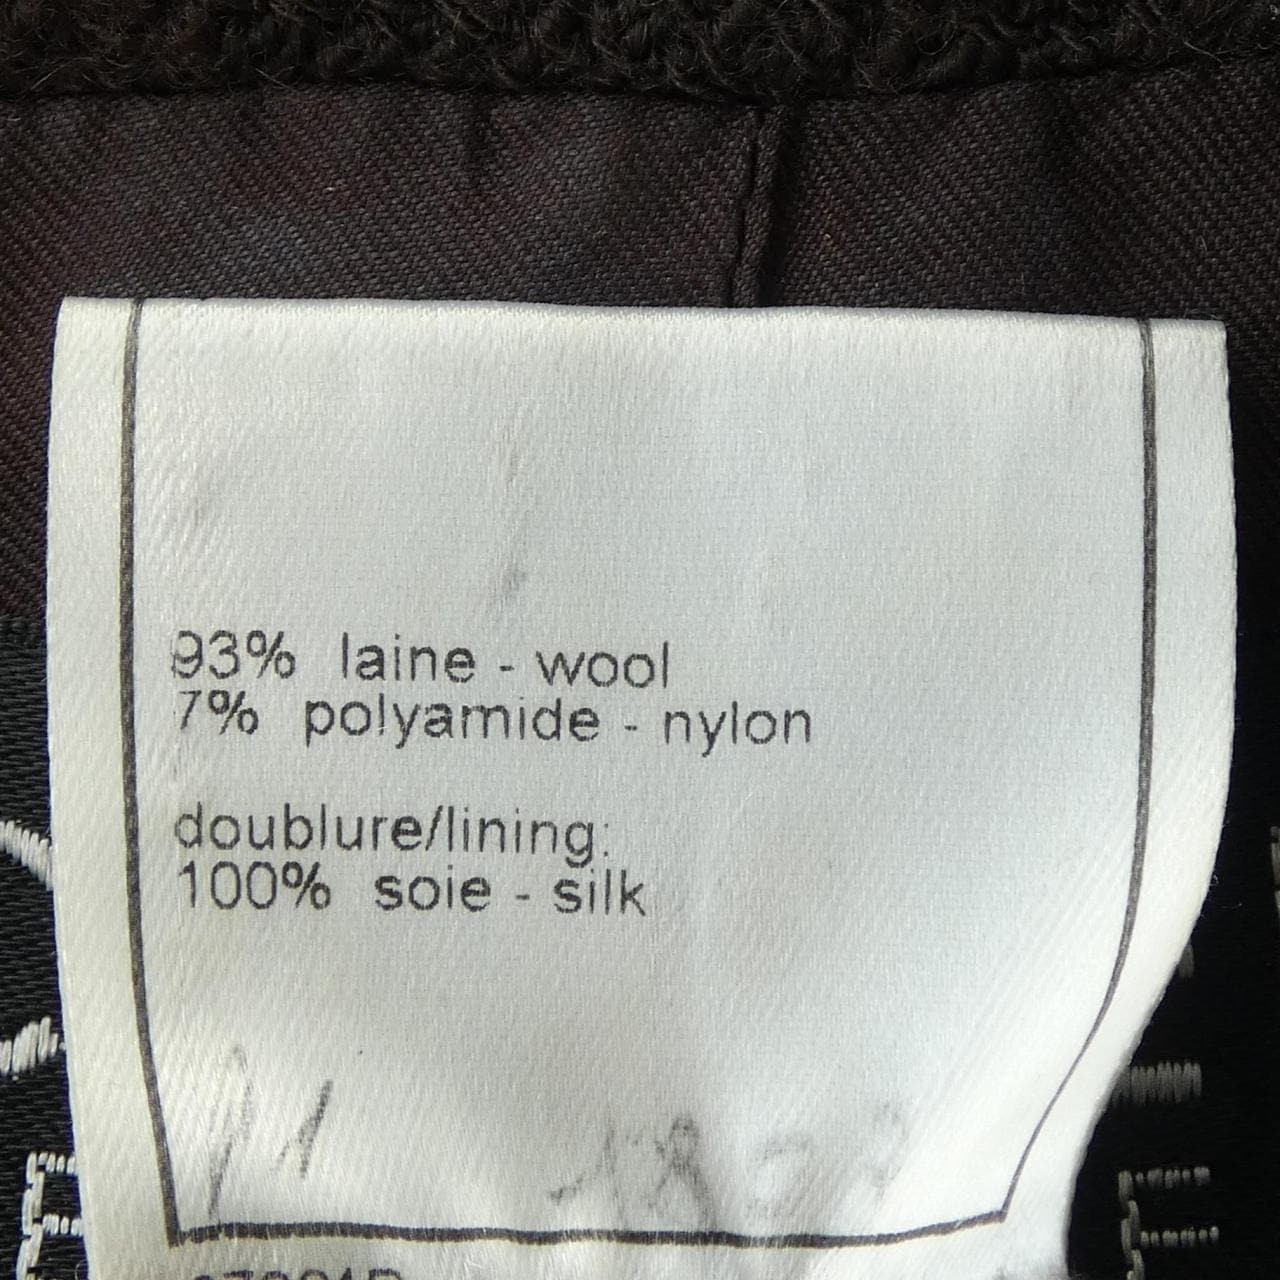 93% laine - wool
7% polyamide - nylon
doublure/lining:
100% soie - silk